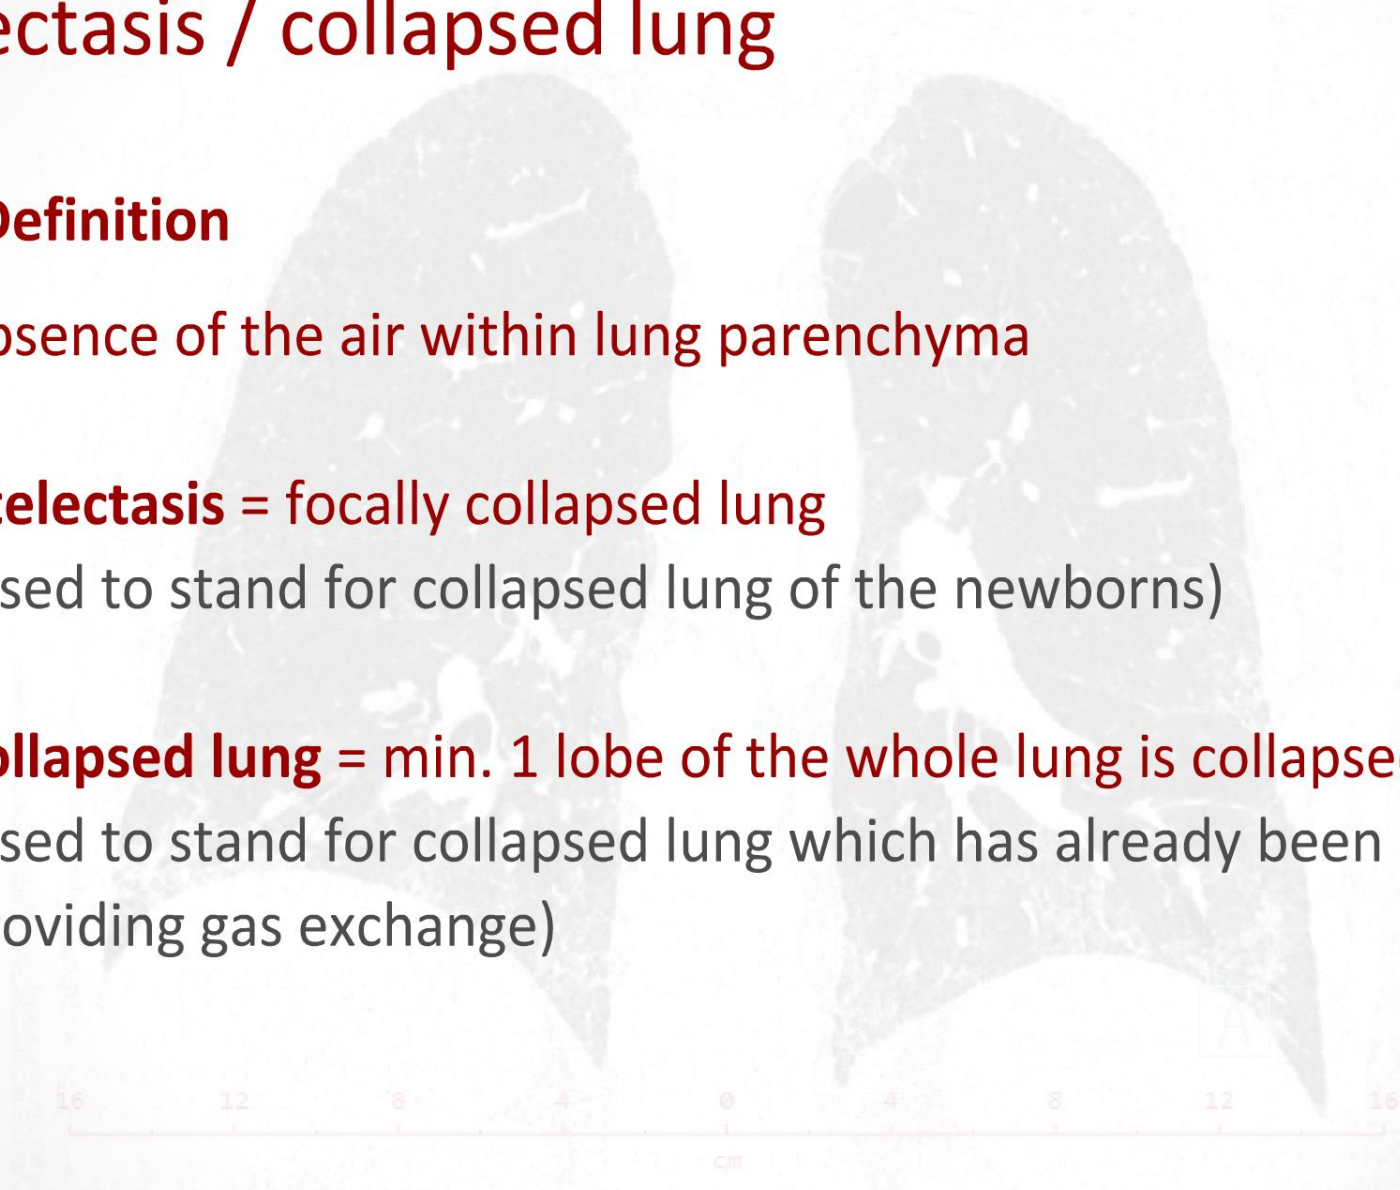 ectasis / collapsed lung
Definition
bsence of the air within lung parenchyma
telectasis = focally collapsed lung
sed to stand for collapsed lung of the newborns)
ollapsed lung = min. 1 lobe of the whole lung is collapse
sed to stand for collapsed lung which has already been
oviding gas exchange)
A
16 12 8 4 0 4 8 12 16
cm